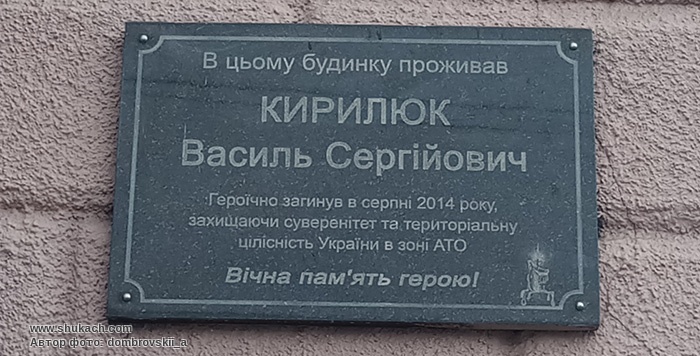 В цьому будинку проживав
КИРИЛЮК
Василь Сергійович
Героїчно загинув в серпні 2014 року,
захищаючи суверенітет та територіальну
цілісність України в зоні АТО
Вічна пам'ять герою!
www.shukach.com
Автор фото: dombrovskii_a